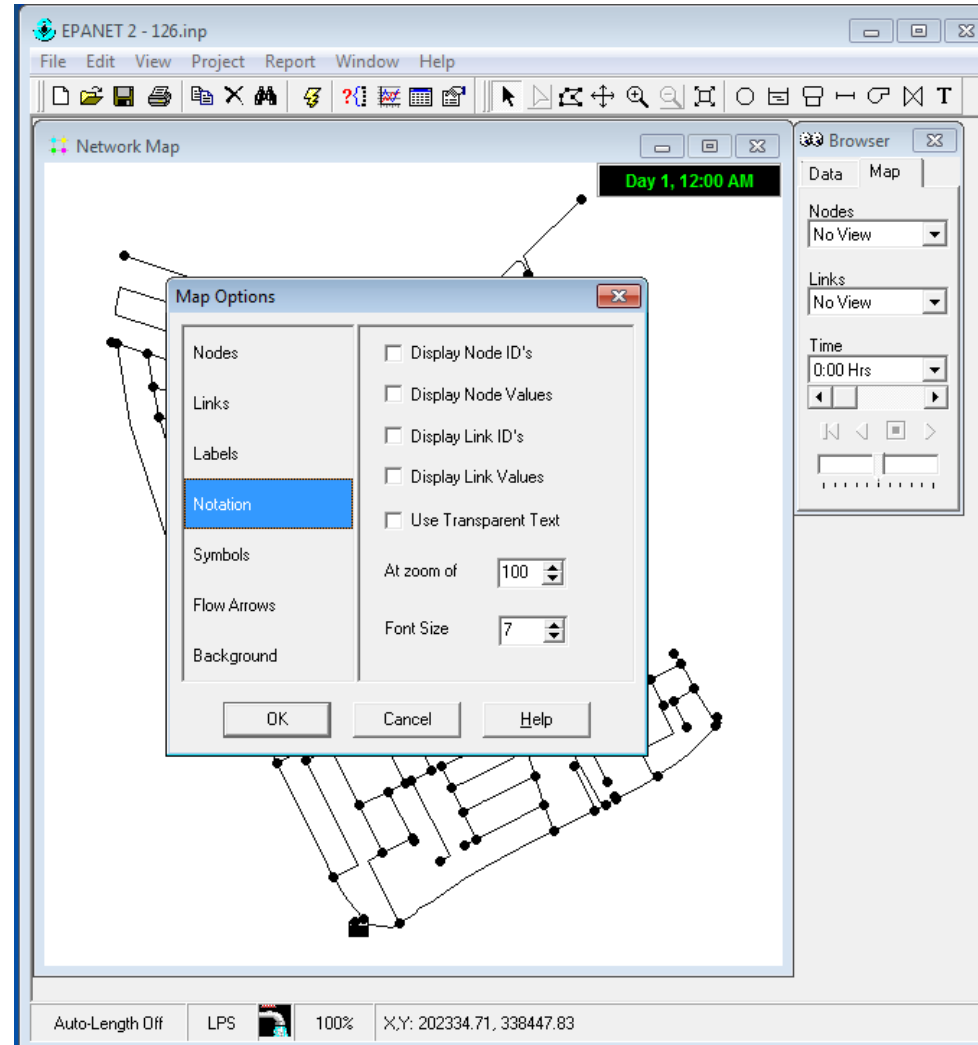 EPANET 2 - 126.inp
File Edit View Project Report Window Help
T
Network Map
Day 1, 12:00 AM
Browser
Data Map
Nodes
No View
Links
No View
Time
0:00 Hrs
Map Options
Nodes
Links
Labels
Notation
Symbols
Flow Arrows
Background
Display Node ID's
Display Node Values
Display Link ID's
Display Link Values
Use Transparent Text
At zoom of 100
Font Size 7
OK Cancel Help
Auto-Length Off LPS 100% X,Y: 202334.71, 338447.83